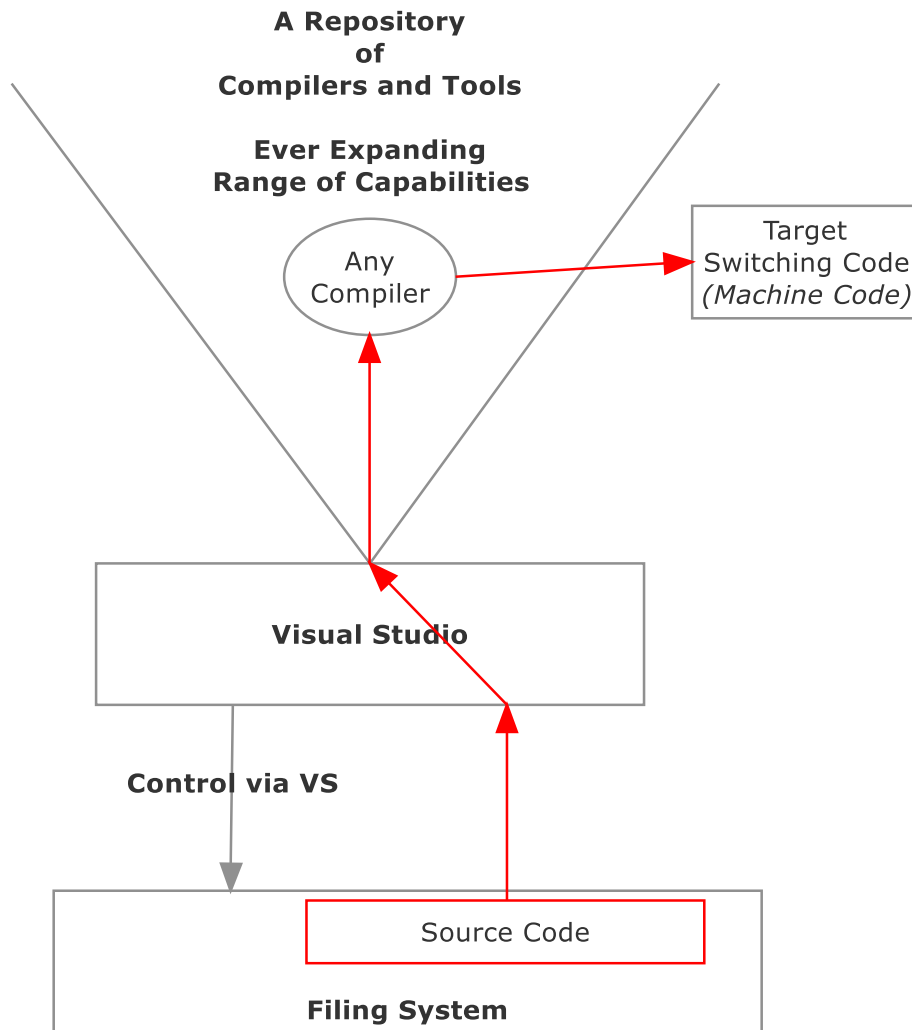 A Repository
of
Compilers and Tools
Ever Expanding
Range of Capabilities
Any
Compiler
Target
Switching Code
(Machine Code)
Visual Studio
Control via VS
Source Code
Filing System